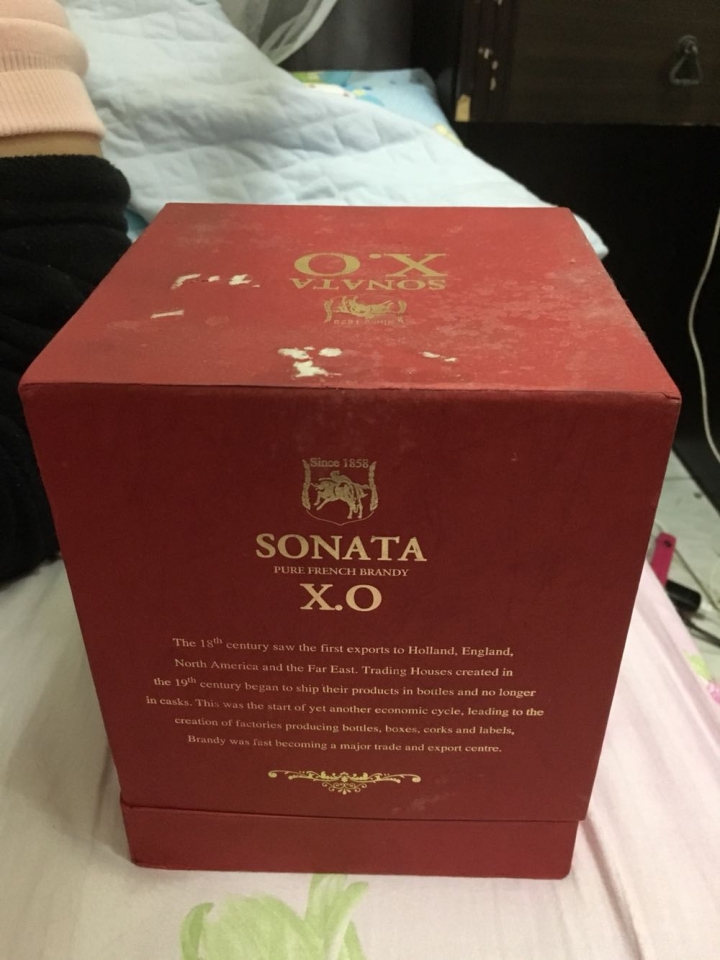 X.O
SONATA
Since 1858
SONATA
PURE FRENCH BRANDY
X.O
The 18th century saw the first exports to Holland, England,
North America and the Far East. Trading Houses created in
the 19th century began to ship their products in bottles and no longer
in casks. This was the start of yet another economic cycle, leading to the
creation of factories producing bottles, boxes, corks and labels,
Brandy was fast becoming a major trade and export centre.